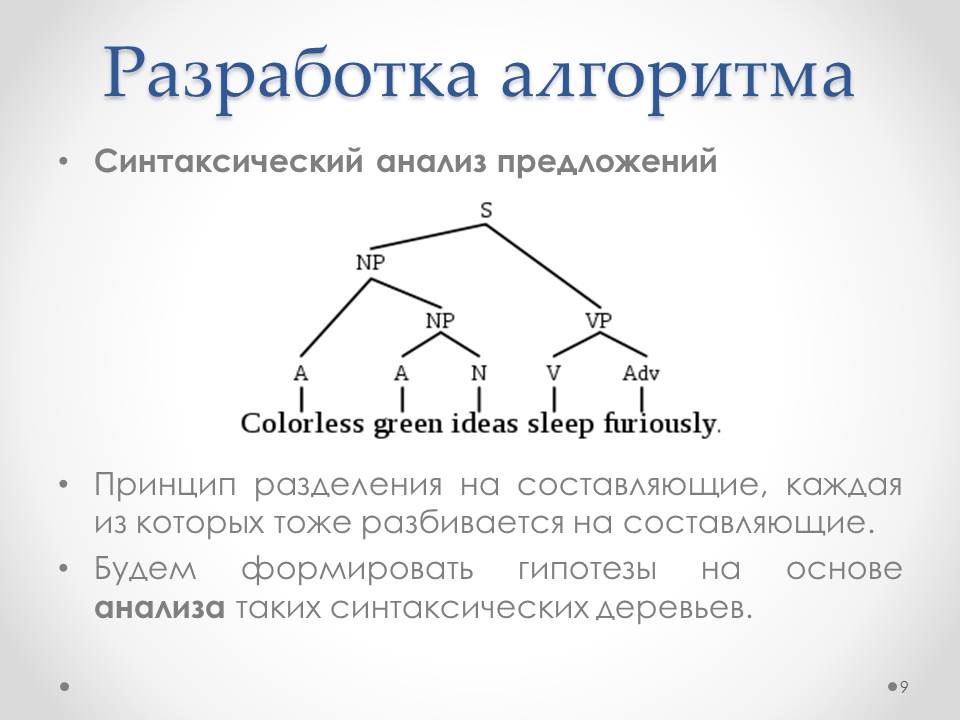 Разработка алгоритма
• Синтаксический анализ предложений
S
NP
NP VP
A A N V Adv
Colorless green ideas sleep furiously.
• Принцип разделения на составляющие, каждая
из которых тоже разбивается на составляющие.
• Будем формировать гипотезы на основе
анализа таких синтаксических деревьев.
9